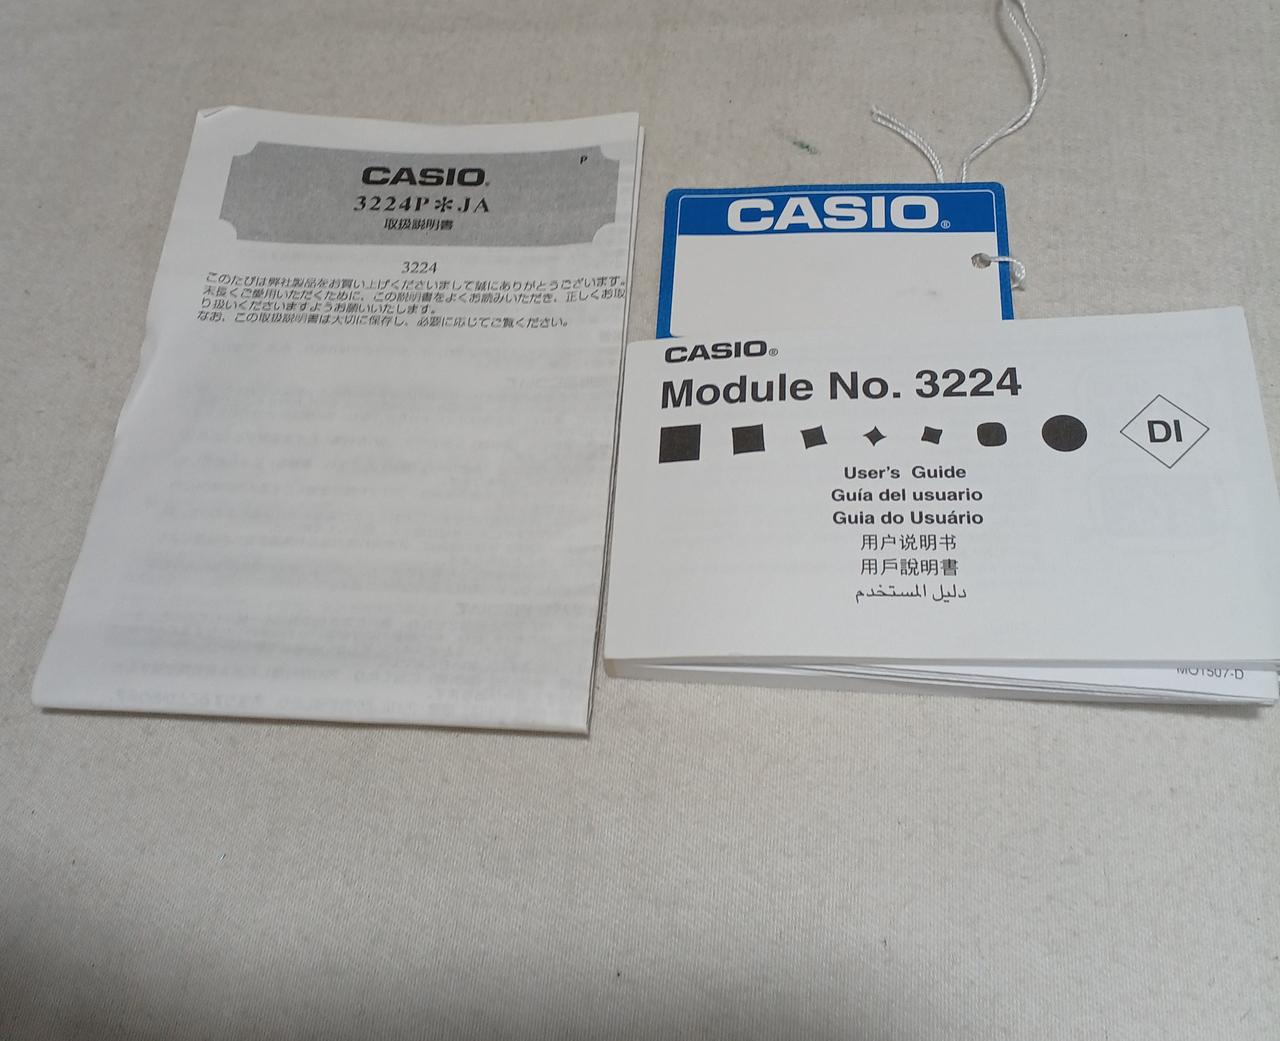 P
CASIO®
3224P✻JA
取扱説明書
3224
このたびは弊社製品をお買い上げくださいまして誠にありがとうございます。
末長くご愛用いただくために、この説明書をよくお読みいただき、正しくお取
り扱いくださいますようお願いいたします。
なお、この取扱説明書は大切に保存し、必要に応じてご覧ください。
CASIO®
CASIO®
Module No. 3224
DI
User's Guide
Guía del usuario
Guia do Usuário
用户说明书
用戶說明書
دليل المستخدم
MO1507-D